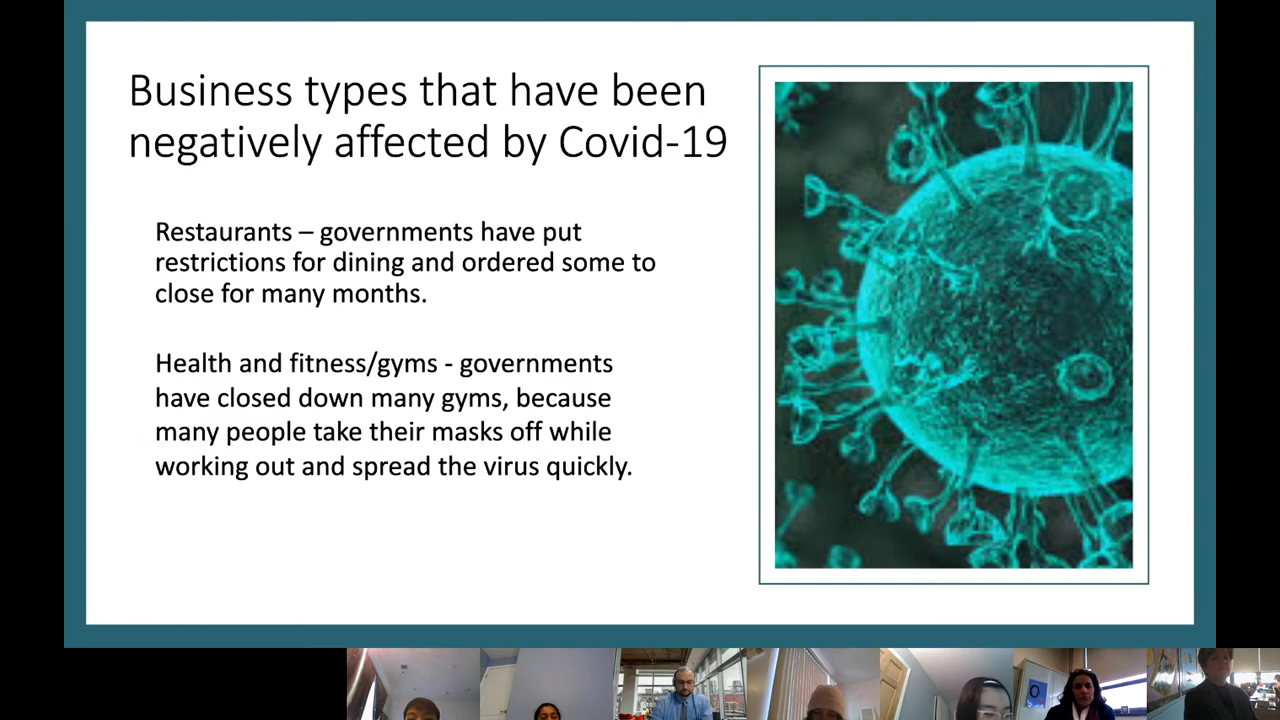 Business types that have been
negatively affected by Covid-19
Restaurants – governments have put
restrictions for dining and ordered some to
close for many months.
Health and fitness/gyms - governments
have closed down many gyms, because
many people take their masks off while
working out and spread the virus quickly.